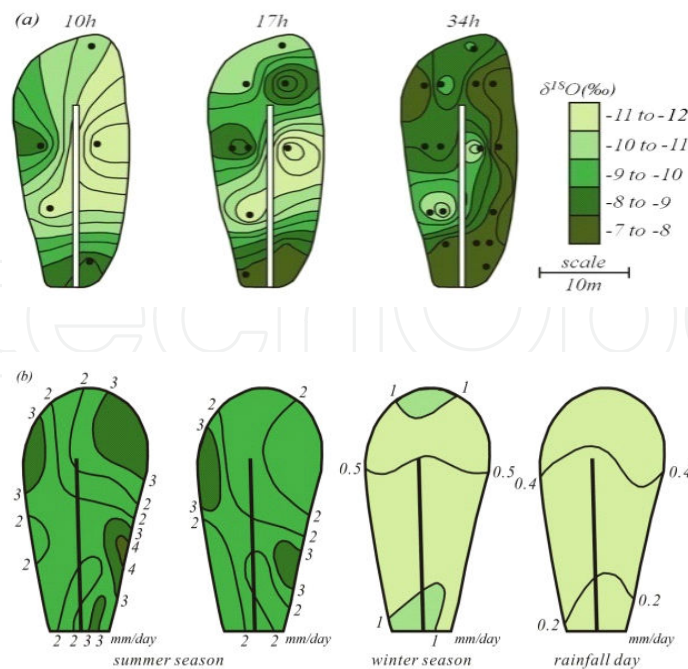 (a) 10h 17h 34h
δ¹⁸O(‰)
-11 to -12
-10 to -11
-9 to -10
-8 to -9
-7 to -8
scale
10m
(b)
2 2 3 3 3 2 2 3 4 4 3 2 2 3 3 2 2
2 3 3 2 2 2 2 3 3 2 2 2
1 1 0.5 0.5 1 1
0.4 0.4 0.2 0.2
mm/day mm/day mm/day mm/day
summer season winter season rainfall day